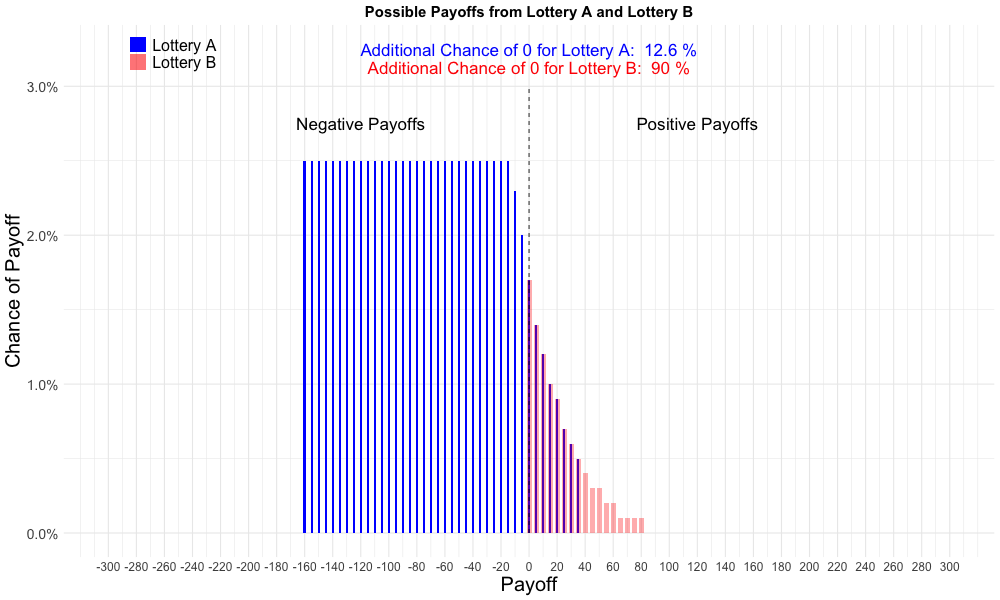 Possible Payoffs from Lottery A and Lottery B
Lottery A
Lottery B
Additional Chance of 0 for Lottery A:  12.6 %
Additional Chance of 0 for Lottery B:  90 %
Negative Payoffs
Positive Payoffs
Chance of Payoff
3.0%
2.0%
1.0%
0.0%
-300 -280 -260 -240 -220 -200 -180 -160 -140 -120 -100 -80 -60 -40 -20 0 20 40 60 80 100 120 140 160 180 200 220 240 260 280 300
Payoff